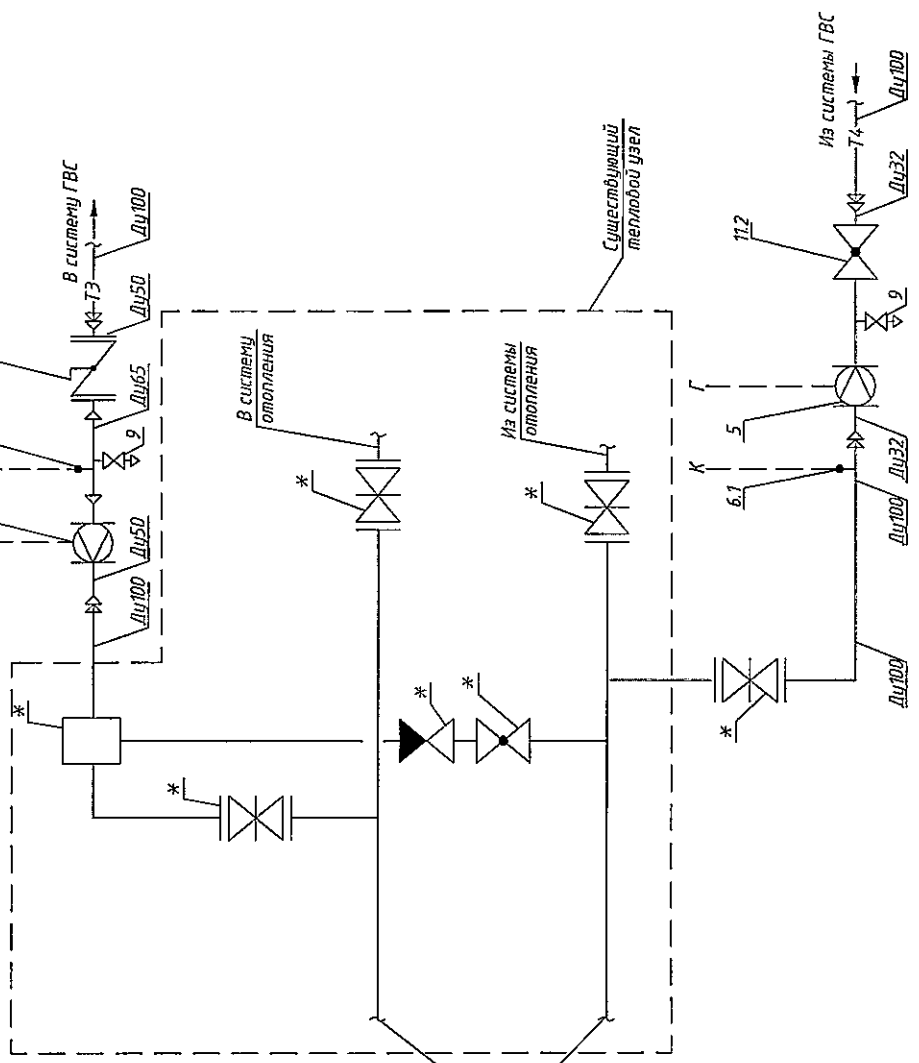 В систему ГВС
Т3
Ду100
Ду50
Ду65
9
Ду50
Ду100
*
*
В систему
отопления
*
*
*
Из системы
отопления
*
Существующий
тепловой узел
Из системы ГВС
Т4
Ду100
Ду32
11.2
9
Г
5
К
6.1
Ду32
Ду100
*
Ду100